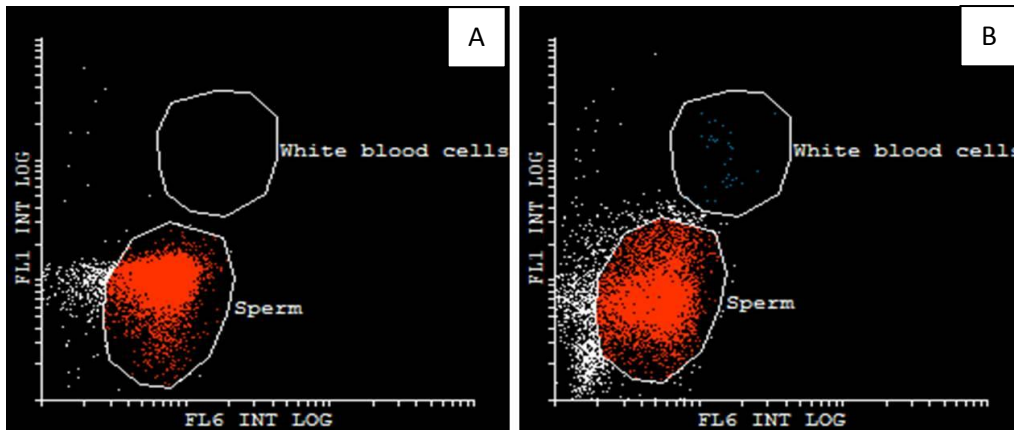 A
White blood cells
FL1 INT LOG
Sperm
FL6 INT LOG
B
White blood cells
FL1 INT LOG
Sperm
FL6 INT LOG